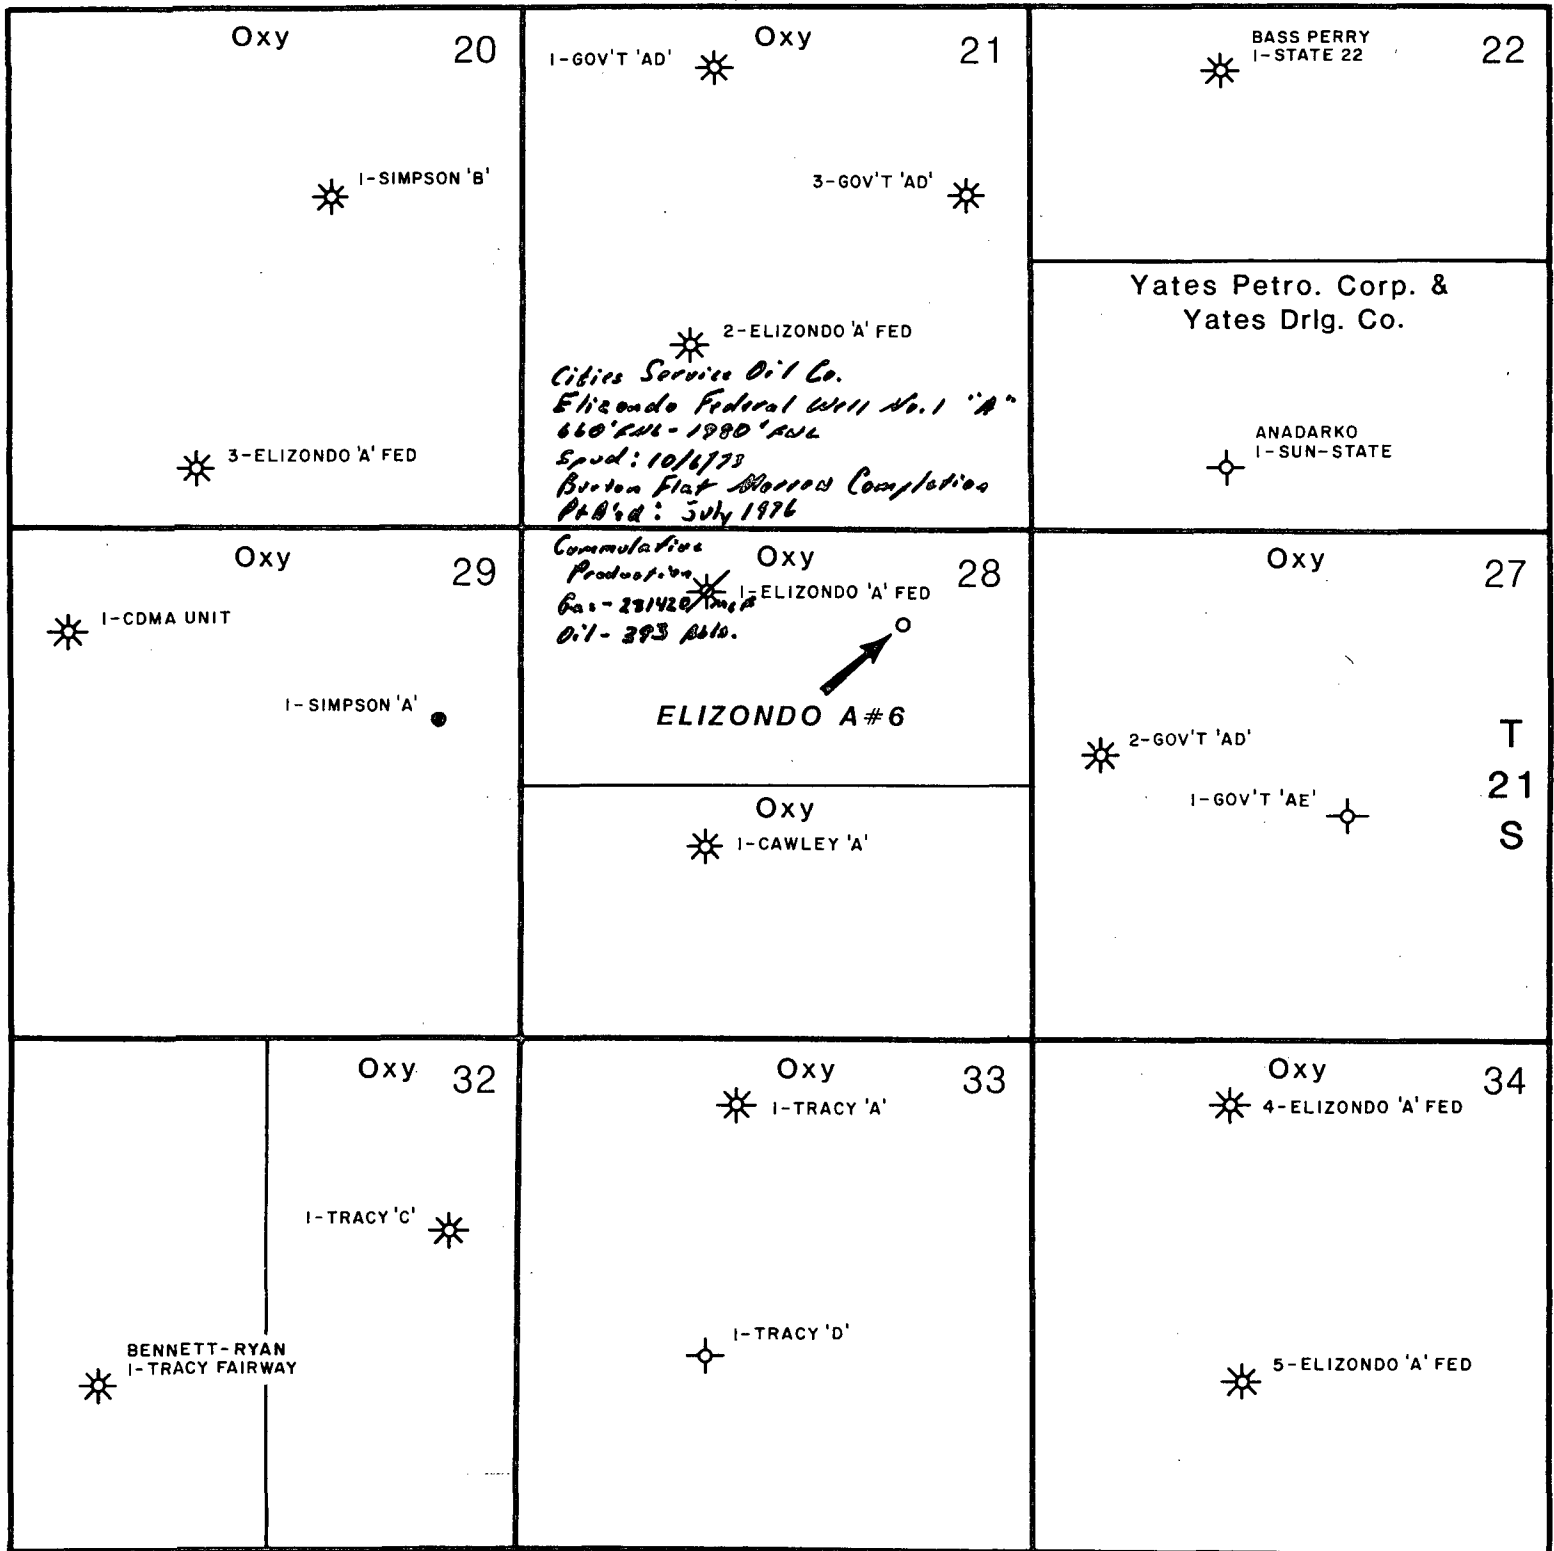 Oxy
20
1-SIMPSON 'B'
3-ELIZONDO 'A' FED
Oxy
21
1-GOV'T 'AD'
3-GOV'T 'AD'
2-ELIZONDO 'A' FED
Cities Service Oil Co.
Elizondo Federal Well No. 1 "A"
660' FNL - 1980'
Spud: 10/6/73
Burton Flat Morrow Completion
P&A'd: July 1976
BASS PERRY
1-STATE 22
22
Yates Petro. Corp. &
Yates Drlg. Co.
ANADARKO
1-SUN-STATE
Oxy
29
1-CDMA UNIT
1-SIMPSON 'A'
Commulative
Production
Gas - 281420 mcf
Oil - 393 bbls.
Oxy
28
1-ELIZONDO 'A' FED
ELIZONDO A#6
Oxy
1-CAWLEY 'A'
Oxy
27
2-GOV'T 'AD'
1-GOV'T 'AE'
T
21
S
Oxy
32
1-TRACY 'C'
BENNETT-RYAN
1-TRACY FAIRWAY
Oxy
33
1-TRACY 'A'
1-TRACY 'D'
Oxy
34
4-ELIZONDO 'A' FED
5-ELIZONDO 'A' FED